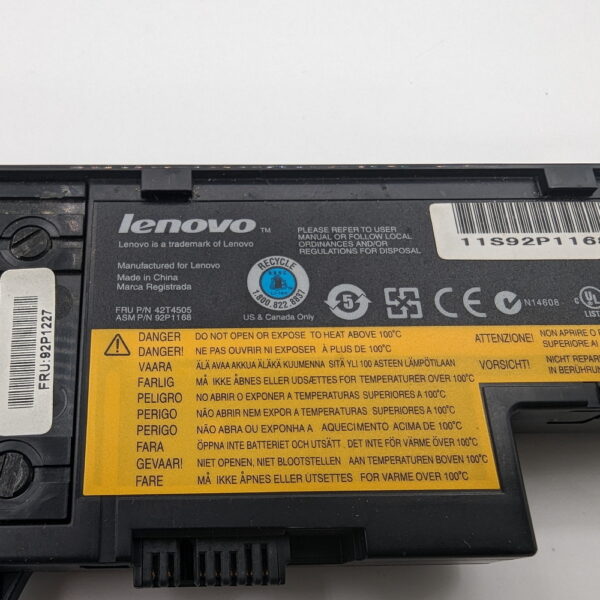 lenovo™
Lenovo is a trademark of Lenovo
Manufactured for Lenovo
Made in China
Marca Registrada
FRU P/N 42T4505
ASM P/N 92P1168
PLEASE REFER TO USER
MANUAL OR FOLLOW LOCAL
ORDINANCES AND/OR
REGULATIONS FOR DISPOSAL
RECYCLE
1.800.822.8837
US & Canada Only
5
CE
N14608
UL
LIST
11S92P1168
FRU:92P1227
DANGER DO NOT OPEN OR EXPOSE TO HEAT ABOVE 100°C
DANGER! NE PAS OUVRIR NI EXPOSER À PLUS DE 100°C
VAARA ÄLÄ AVAA AKKUA ÄLÄKÄ KUUMENNA SITÄ YLI 100 ASTEEN LÄMPÖTILAAN
FARLIG MÅ IKKE ÅBNES ELLER UDSÆTTES FOR TEMPERATURER OVER 100°C
PELIGRO NO ABRIR O EXPONER A TEMPERATURAS SUPERIORES A 100°C
PERIGO NÃO ABRIR NEM EXPOR A TEMPERATURAS SUPERIORES A 100°C
PERIGO NÃO ABRA OU EXPONHA A AQUECIMENTO ACIMA DE 100°C
FARA ÖPPNA INTE BATTERIET OCH UTSÄTT . DET INTE FÖR VÄRME ÖVER 100°C
GEVAAR! NIET OPENEN, NIET BLOOTSTELLEN AAN TEMPERATUREN BOVEN 100°C
FARE MÅ IKKE ÅPNES ELLER UTSETTES FOR VARME OVER 100°C
ATTENZIONE! NON APRIRE O
SUPERIORE AI
VORSICHT! NICHT REPAR
IN BERÜHRUN